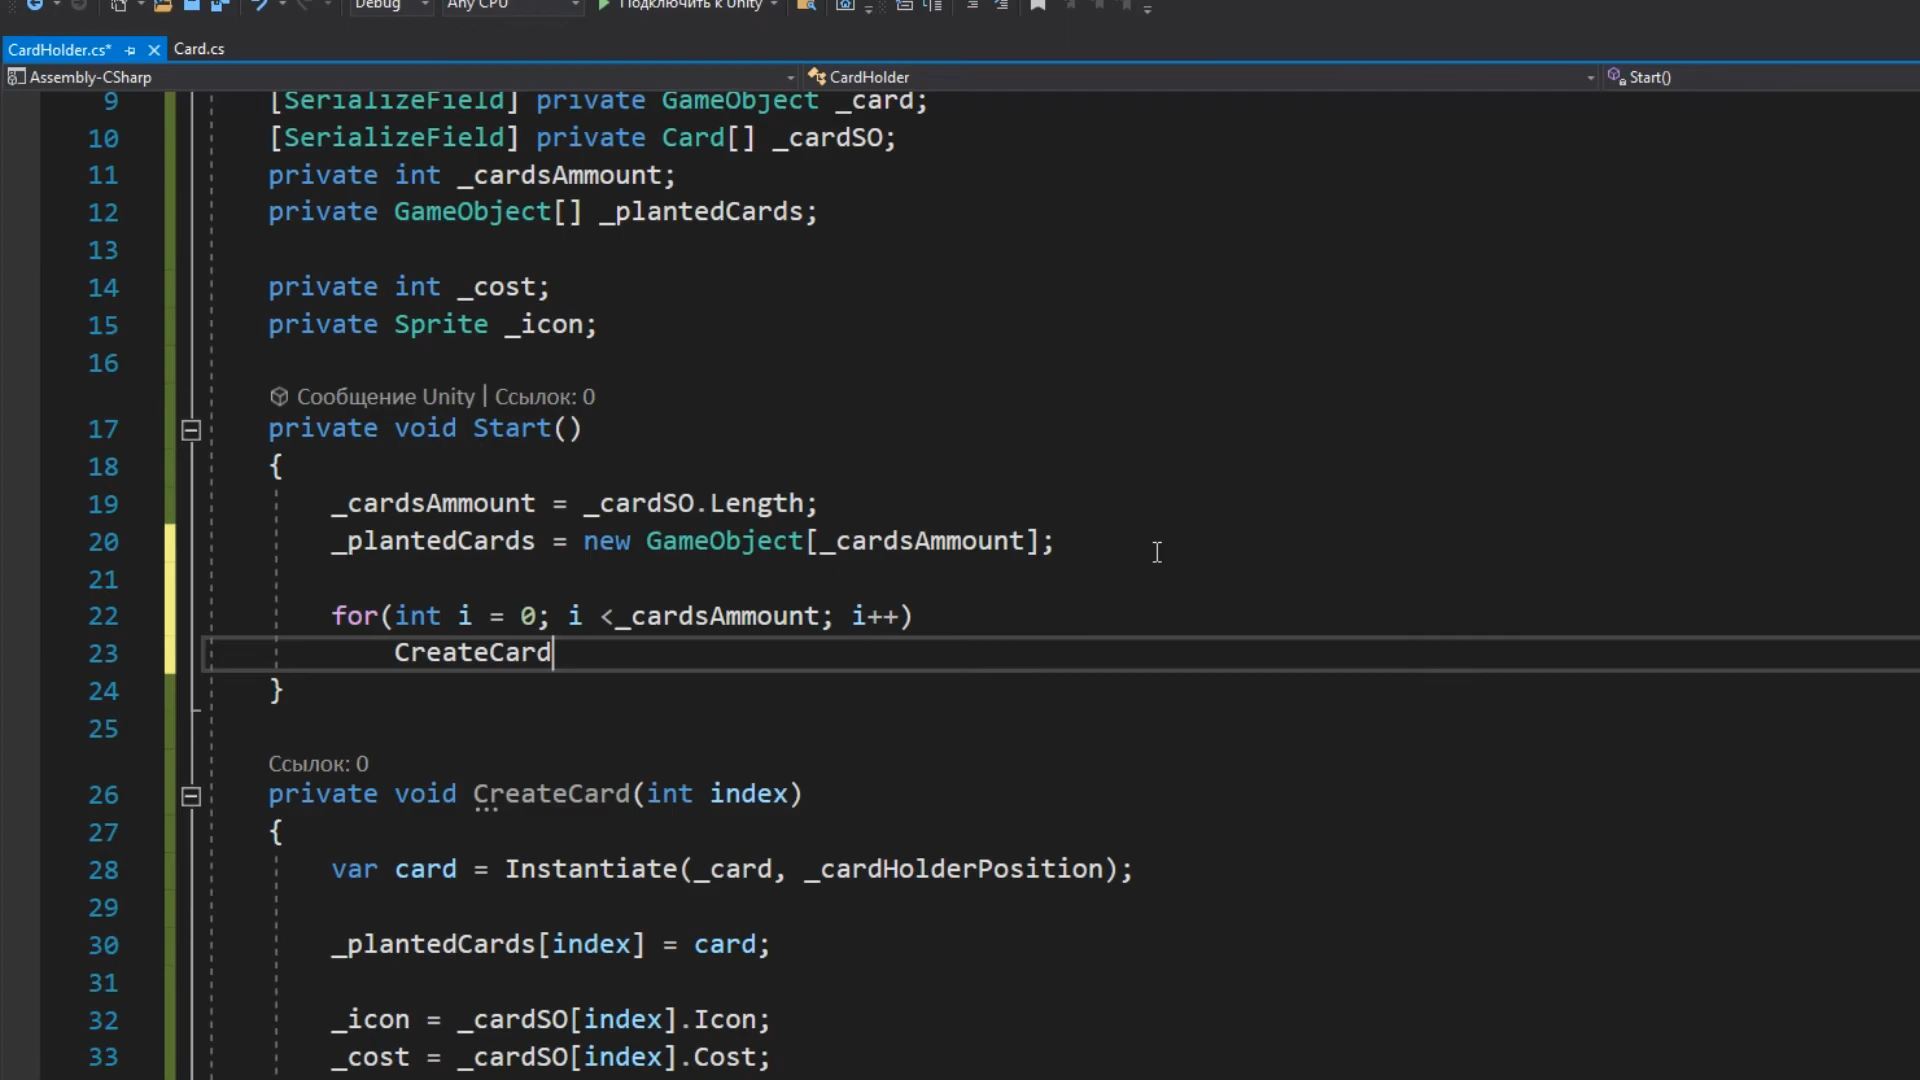 Debug
Any CPU
Подключить к Unity
CardHolder.cs*
Card.cs
Assembly-CSharp
CardHolder
Start()
9 [SerializeField] private GameObject _card;
10 [SerializeField] private Card[] _cardSO;
11 private int _cardsAmmount;
12 private GameObject[] _plantedCards;
13
14 private int _cost;
15 private Sprite _icon;
16
Сообщение Unity | Ссылок: 0
17 private void Start()
18 {
19 _cardsAmmount = _cardSO.Length;
20 _plantedCards = new GameObject[_cardsAmmount];
21
22 for(int i = 0; i <_cardsAmmount; i++)
23 CreateCard
24 }
25
Ссылок: 0
26 private void CreateCard(int index)
27 {
28 var card = Instantiate(_card, _cardHolderPosition);
29
30 _plantedCards[index] = card;
31
32 _icon = _cardSO[index].Icon;
33 _cost = _cardSO[index].Cost;